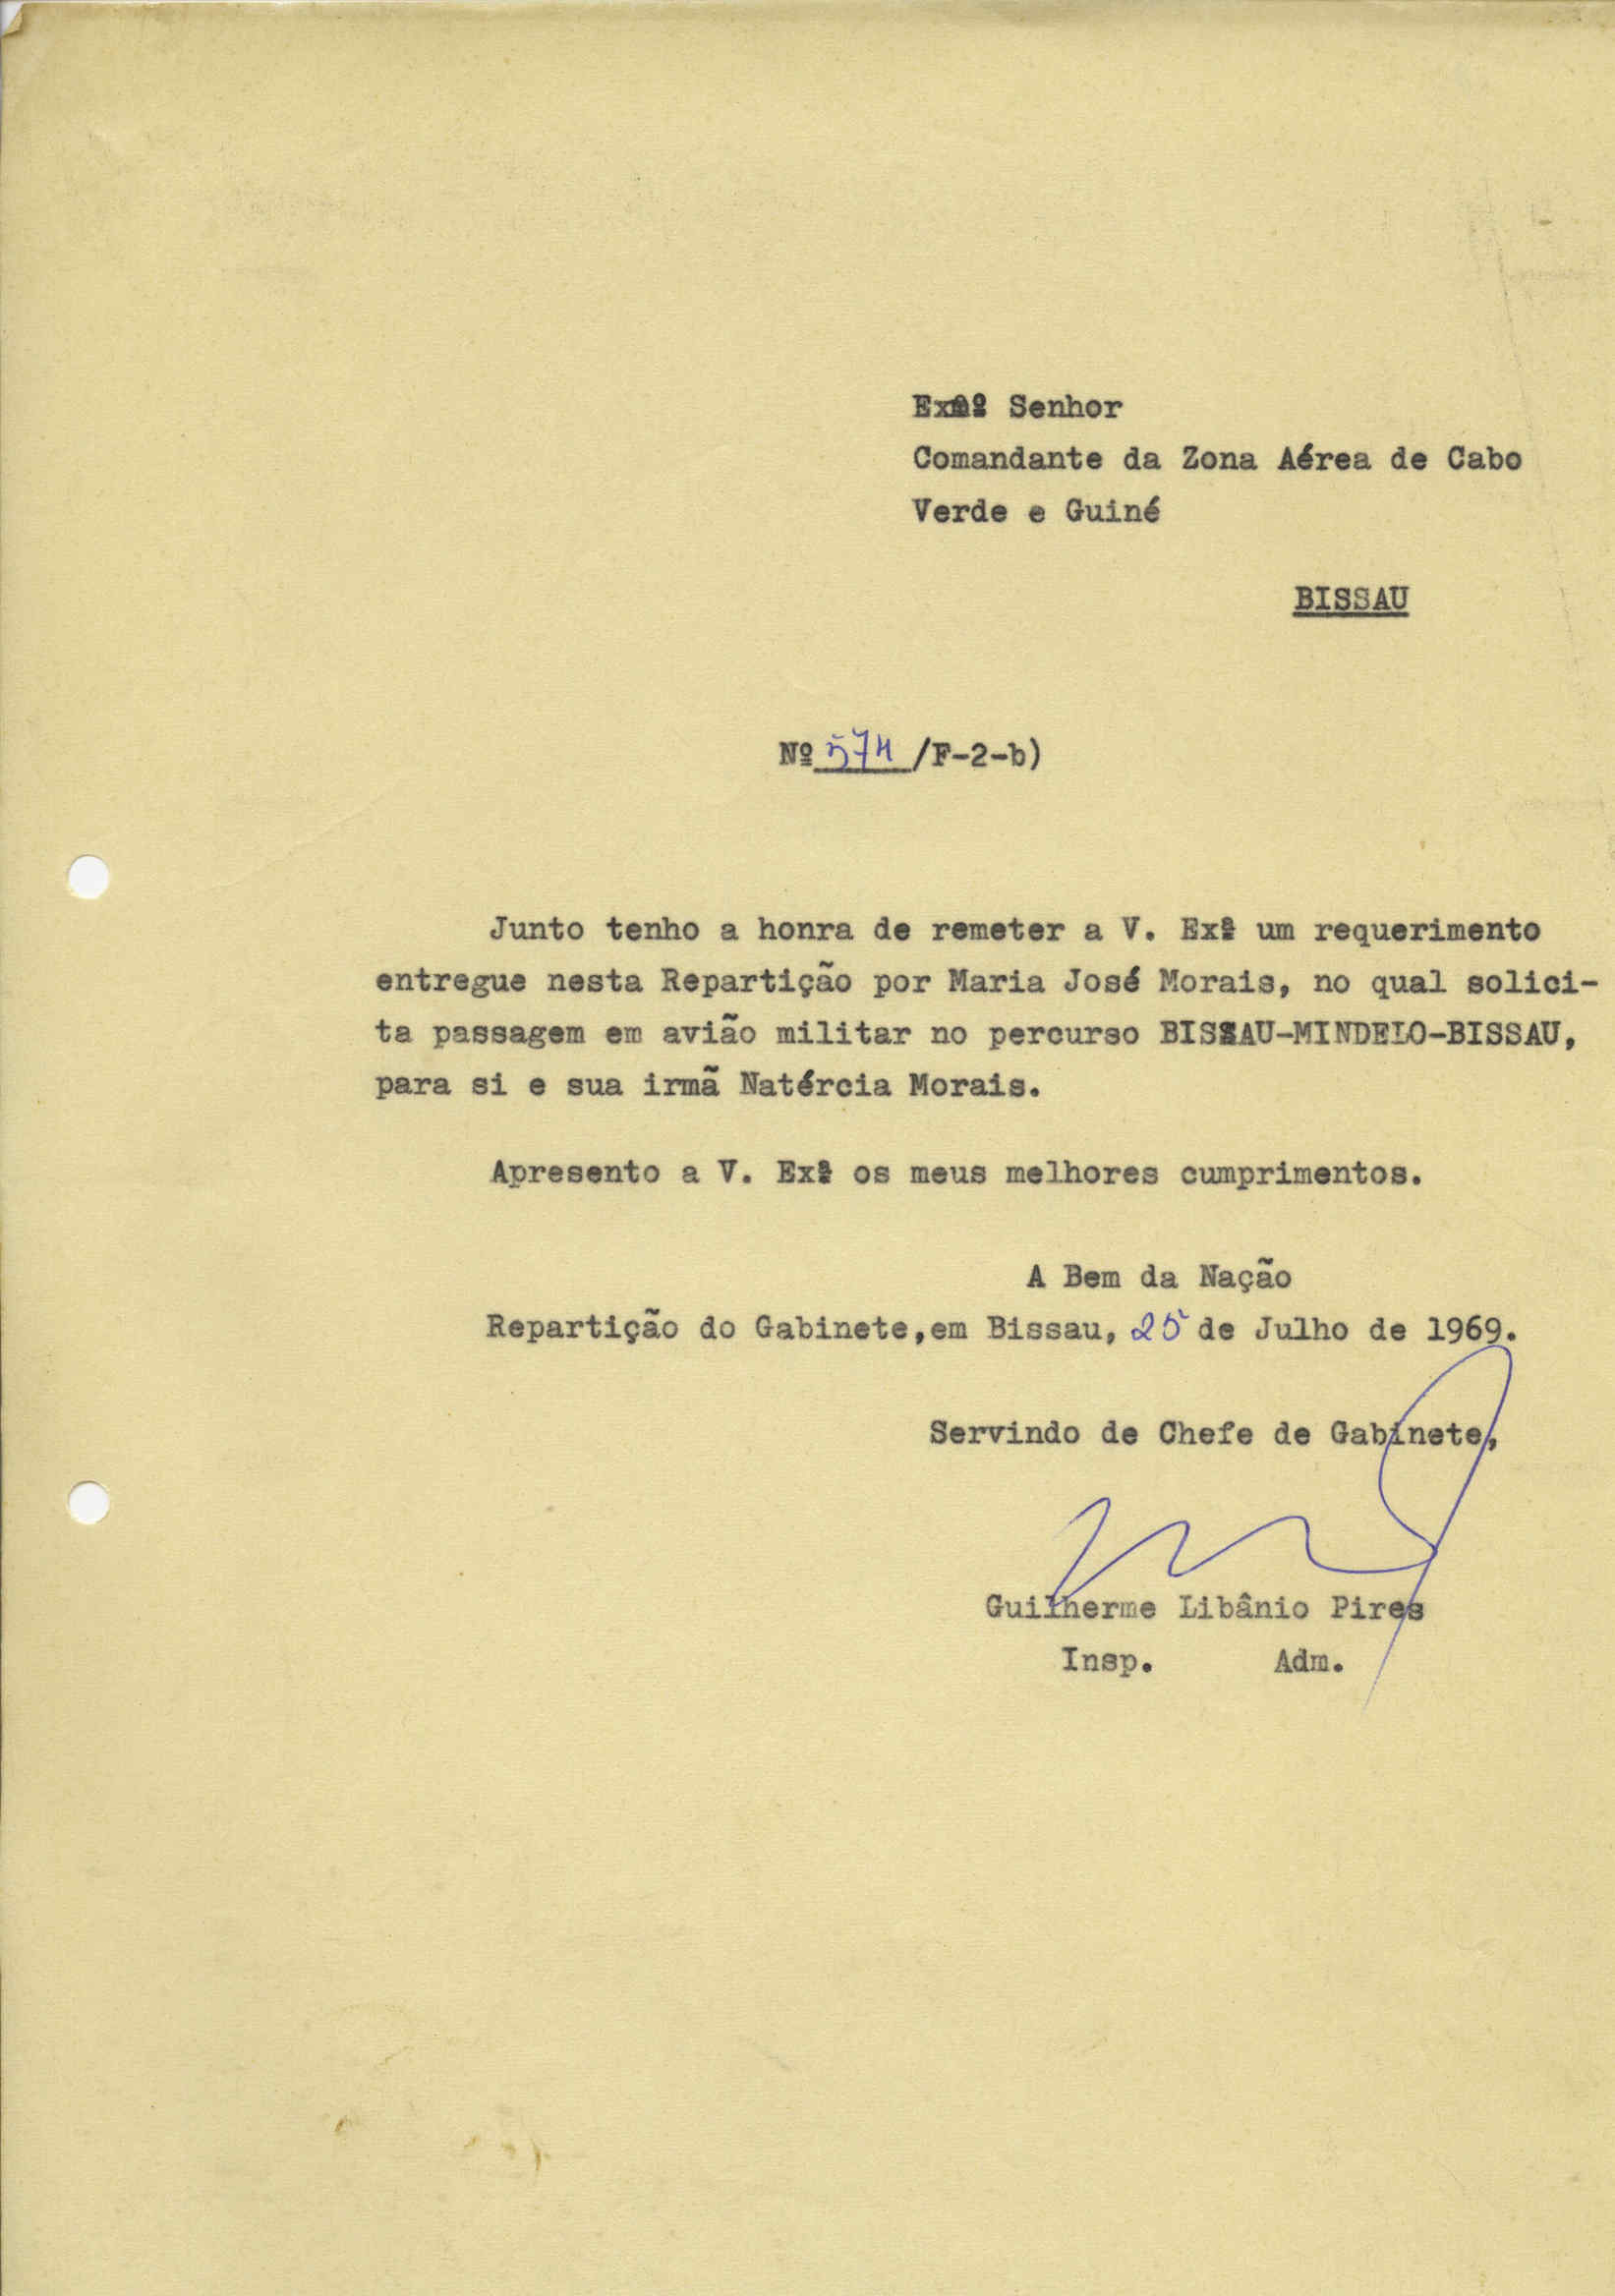 Exmº Senhor
Comandante da Zona Aérea de Cabo
Verde e Guiné
BISSAU
Nº 574 /F-2-b)
Junto tenho a honra de remeter a V. Exª um requerimento
entregue nesta Repartição por Maria José Morais, no qual solici-
ta passagem em avião militar no percurso BISSAU-MINDELO-BISSAU,
para si e sua irmã Natércia Morais.
Apresento a V. Exª os meus melhores cumprimentos.
A Bem da Nação
Repartição do Gabinete,em Bissau, 25 de Julho de 1969.
Servindo de Chefe de Gabinete,
Guilherme Libânio Pires
Insp. Adm.